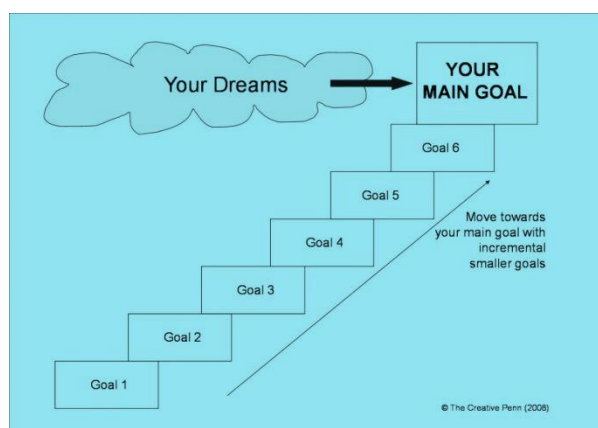 Your Dreams
YOUR
MAIN GOAL
Goal 6
Goal 5
Goal 4
Goal 3
Goal 2
Goal 1
Move towards
your main goal with
incremental
smaller goals
© The Creative Penn (2008)